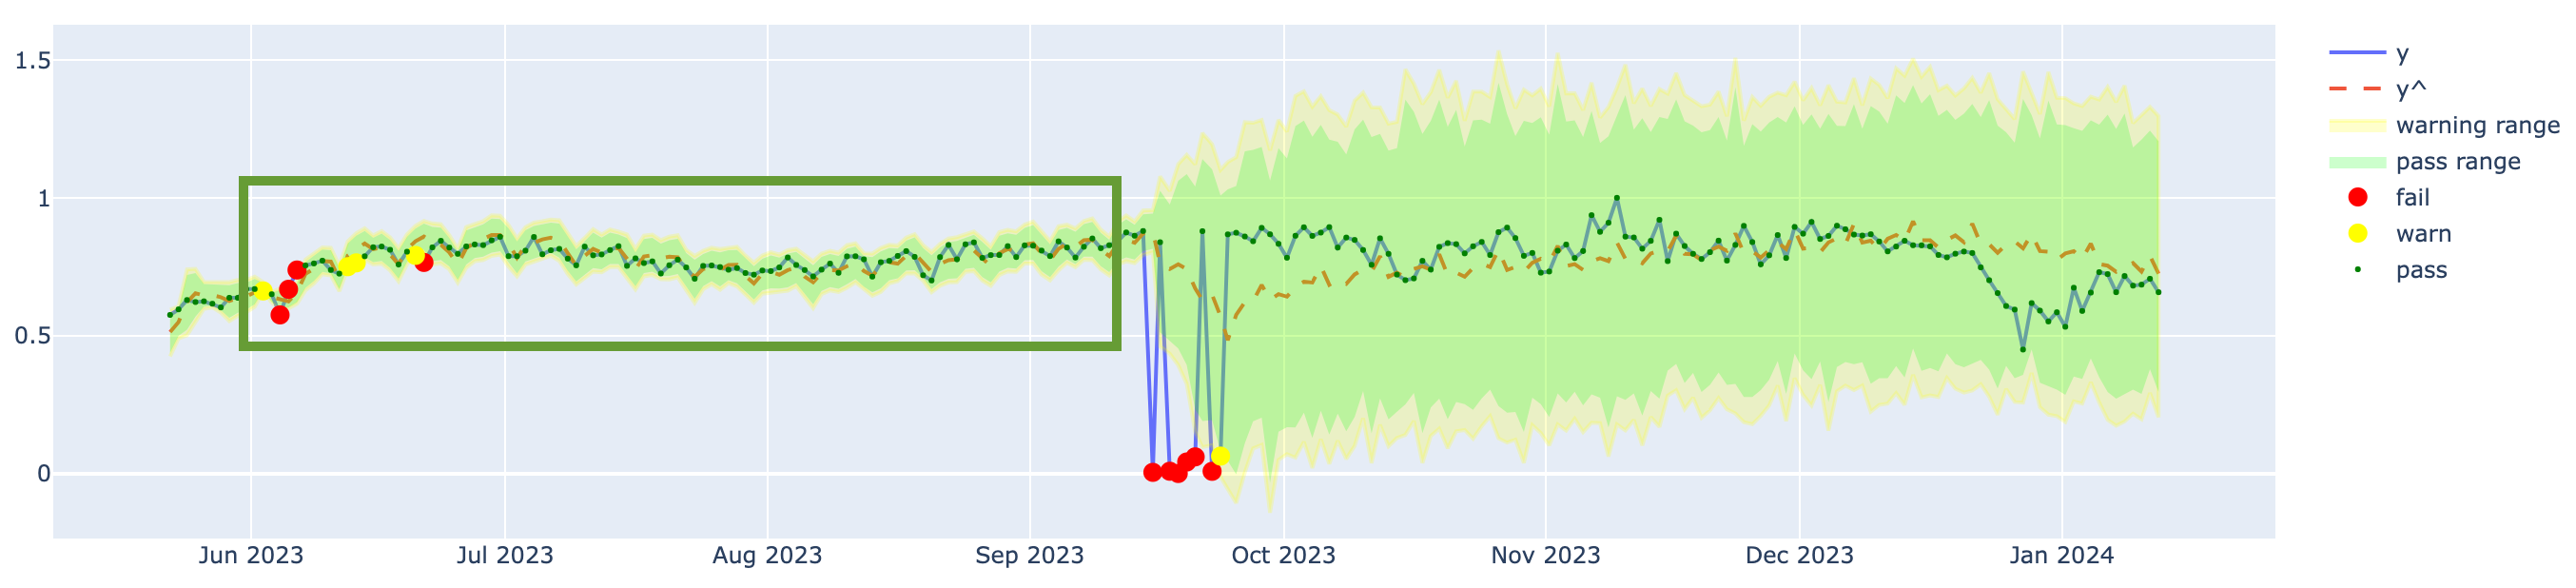 1.5
1
0.5
0
Jun 2023
Jul 2023
Aug 2023
Sep 2023
Oct 2023
Nov 2023
Dec 2023
Jan 2024
y
y^
warning range
pass range
fail
warn
pass